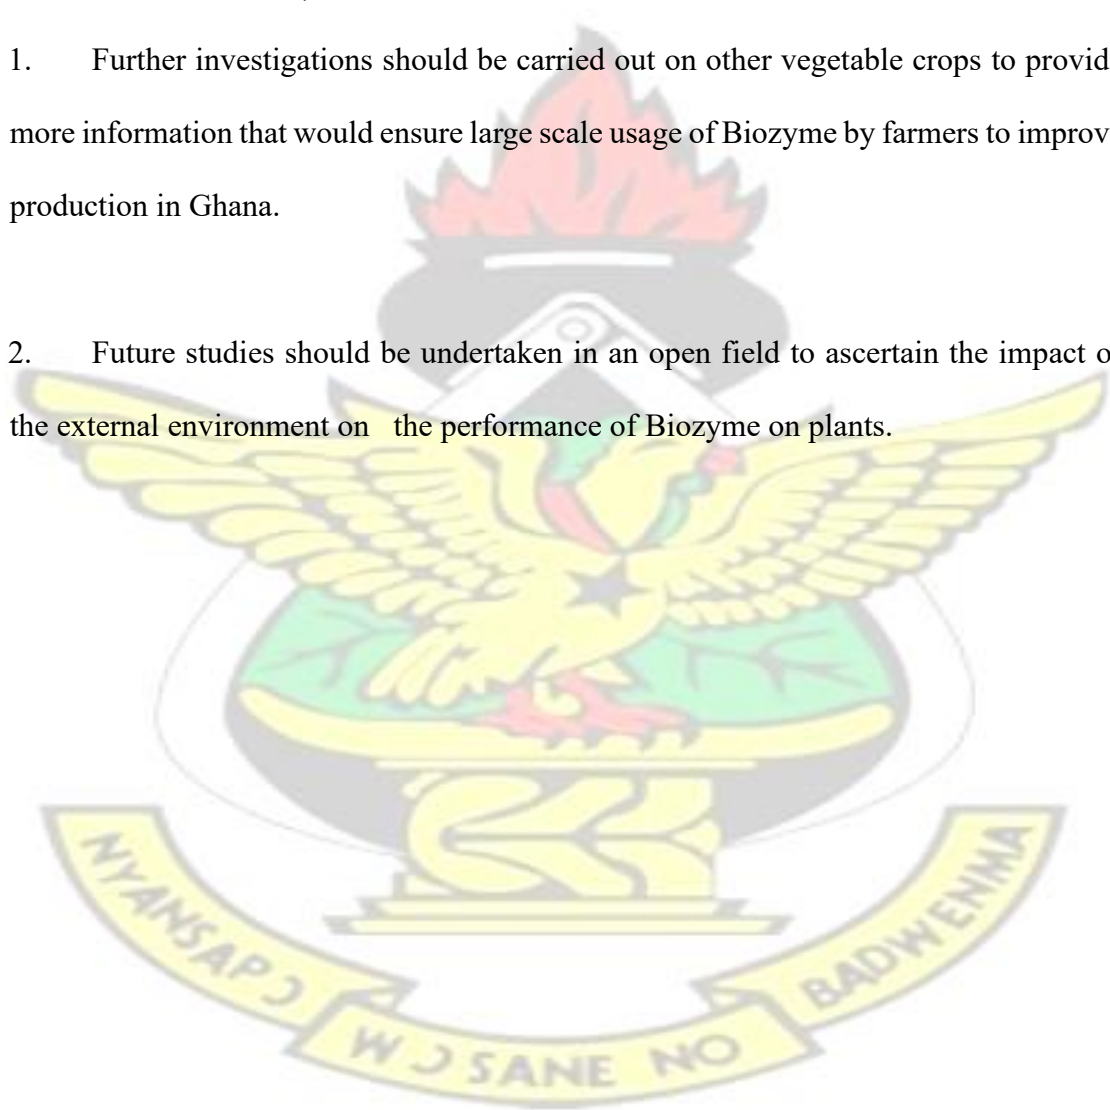 1. Further investigations should be carried out on other vegetable crops to provid
more information that would ensure large scale usage of Biozyme by farmers to improv
production in Ghana.
2. Future studies should be undertaken in an open field to ascertain the impact o
the external environment on the performance of Biozyme on plants.
NYANSAPƆ
WƆSANE NO
BADWENMA